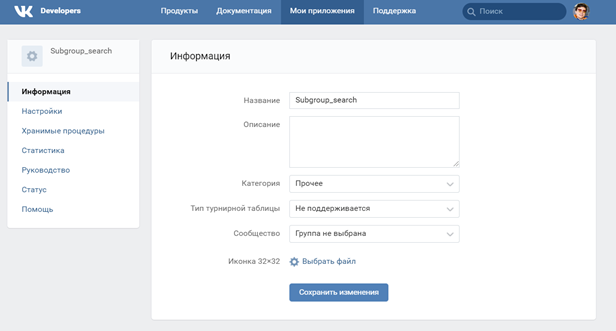 Developers
Продукты Документация Мои приложения Поддержка
Поиск
Subgroup_search
Информация
Настройки
Хранимые процедуры
Статистика
Руководство
Статус
Помощь
Информация
Название Subgroup_search
Описание
Категория Прочее
Тип турнирной таблицы Не поддерживается
Сообщество Группа не выбрана
Иконка 32×32 Выбрать файл
Сохранить изменения